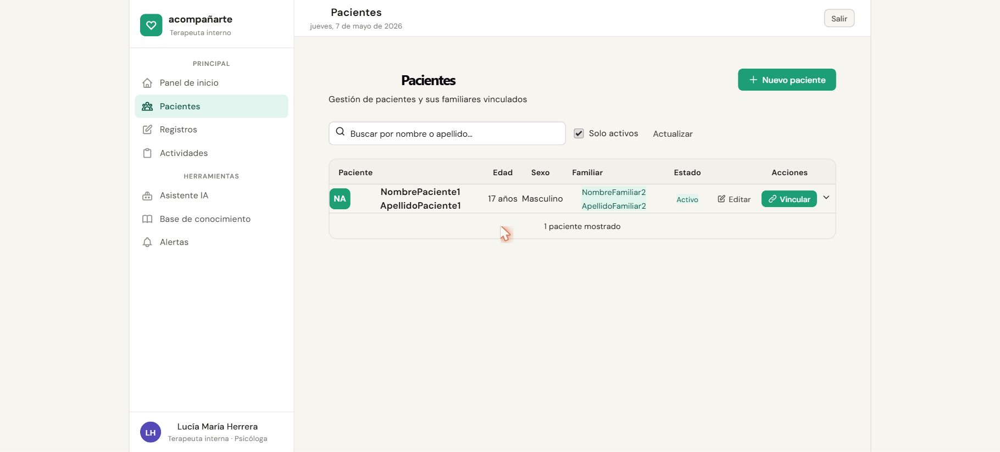 acompañarte
Terapeuta interno
PRINCIPAL
Panel de inicio
Pacientes
Registros
Actividades
HERRAMIENTAS
Asistente IA
Base de conocimiento
Alertas
LH
Lucía María Herrera
Terapeuta interna · Psicóloga
Pacientes
jueves, 7 de mayo de 2026
Salir
Pacientes
Gestión de pacientes y sus familiares vinculados
Nuevo paciente
Buscar por nombre o apellido...
Solo activos
Actualizar
Paciente Edad Sexo Familiar Estado Acciones
NA
NombrePaciente1
ApellidoPaciente1
17 años
Masculino
NombreFamiliar2
ApellidoFamiliar2
Activo
Editar
Vincular
1 paciente mostrado